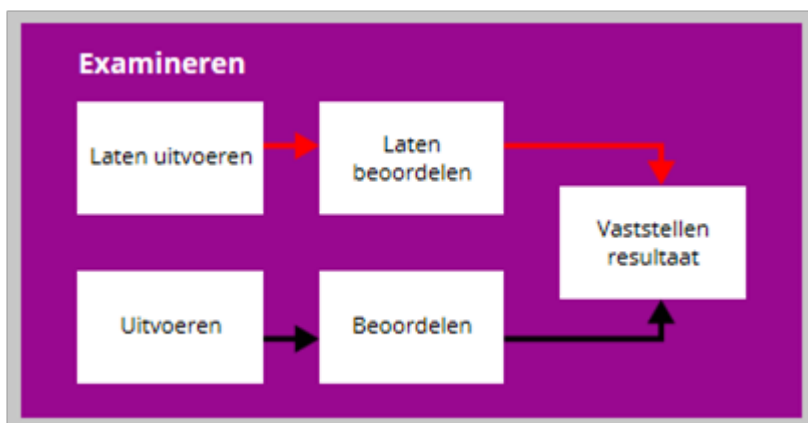 Examineren
Laten uitvoeren
Laten
beoordelen
Vaststellen
resultaat
Uitvoeren
Beoordelen